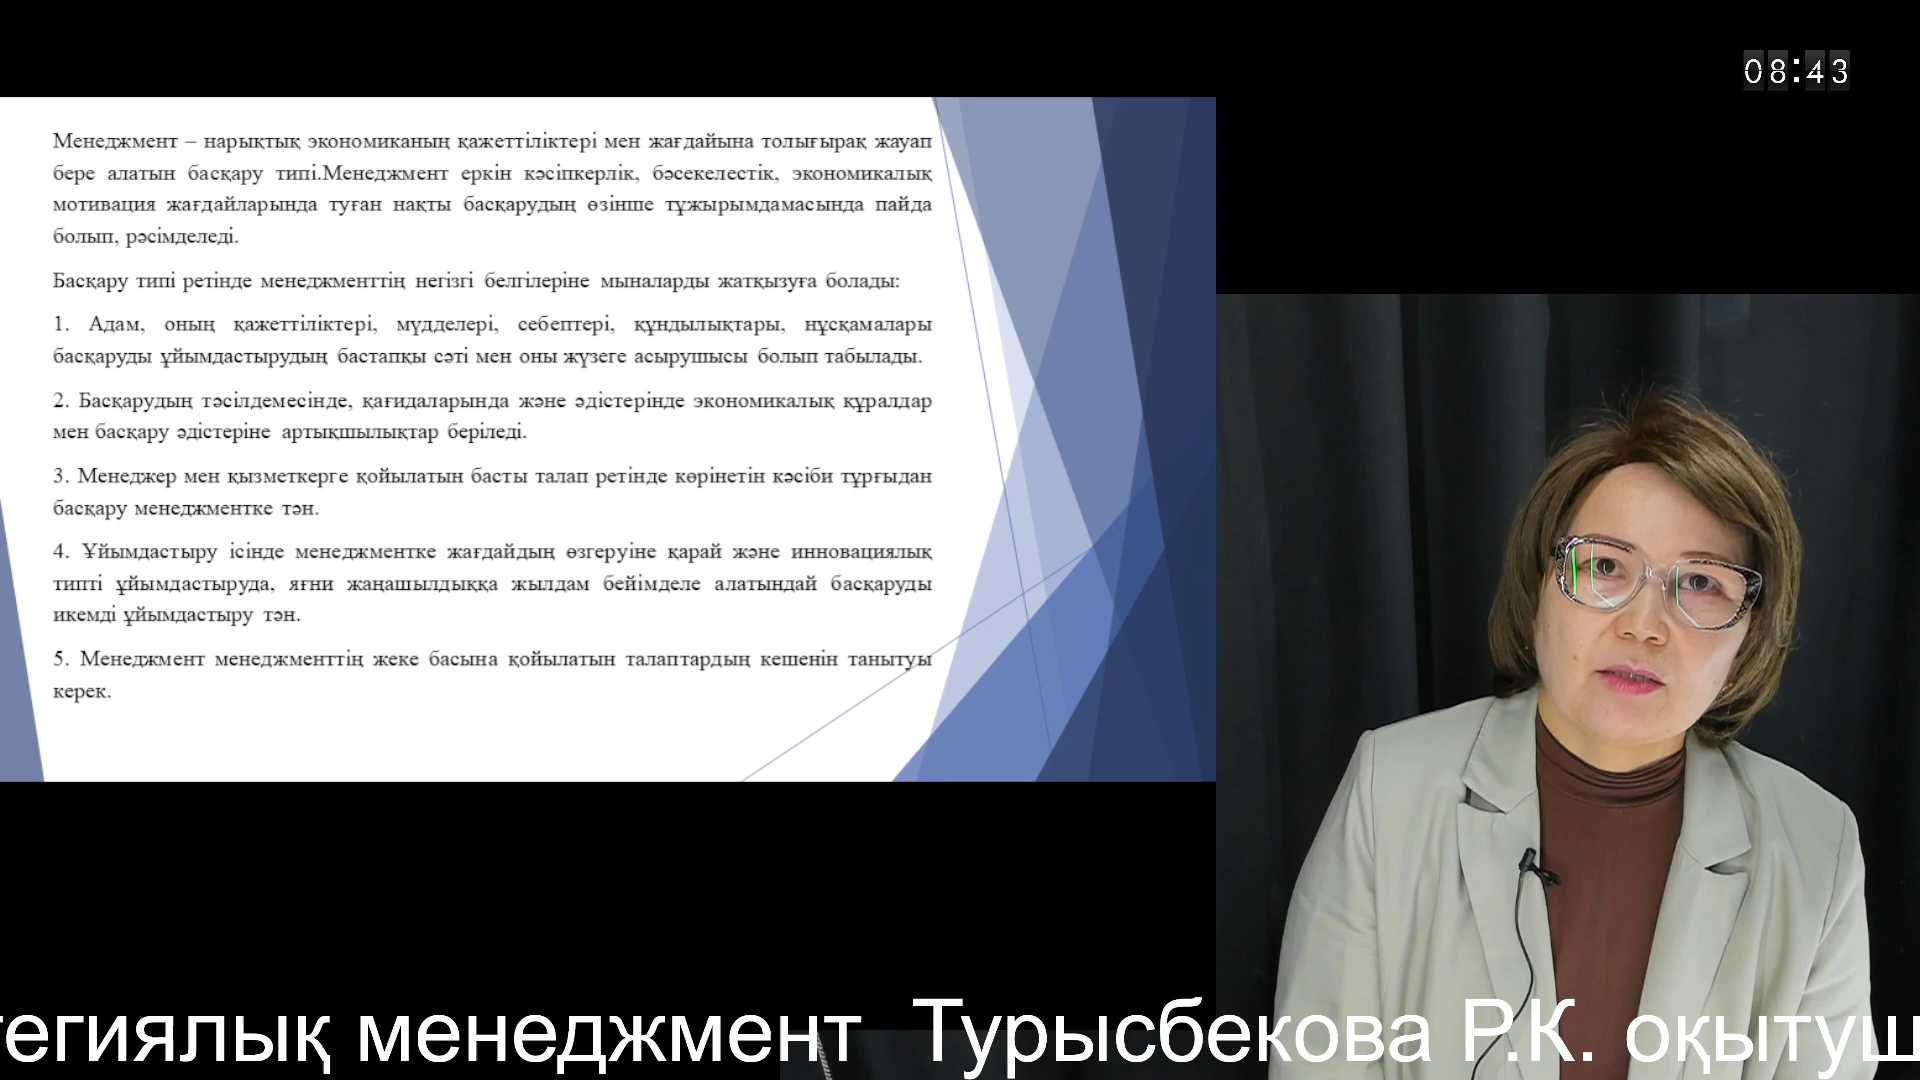 08:43
Менеджмент – нарықтық экономиканың қажеттіліктері мен жағдайына толығырақ жауап
бере алатын басқару типі.Менеджмент еркін кәсіпкерлік, бәсекелестік, экономикалық
мотивация жағдайларында туған нақты басқарудың өзінше тұжырымдамасында пайда
болып, рәсімделеді.
Басқару типі ретінде менеджменттің негізгі белгілеріне мыналарды жатқызуға болады:
1. Адам, оның қажеттіліктері, мүдделері, себептері, құндылықтары, нұсқамалары
басқаруды ұйымдастырудың бастапқы сәті мен оны жүзеге асырушысы болып табылады.
2. Басқарудың тәсілдемесінде, қағидаларында және әдістерінде экономикалық құралдар
мен басқару әдістеріне артықшылықтар беріледі.
3. Менеджер мен қызметкерге қойылатын басты талап ретінде көрінетін кәсіби тұрғыдан
басқару менеджментке тән.
4. Ұйымдастыру ісінде менеджментке жағдайдың өзгеруіне қарай және инновациялық
типті ұйымдастыруда, яғни жаңашылдыққа жылдам бейімделе алатындай басқаруды
икемді ұйымдастыру тән.
5. Менеджмент менеджменттің жеке басына қойылатын талаптардың кешенін танытуы
керек.
тегиялық менеджмент Турысбекова Р.К. оқытуш